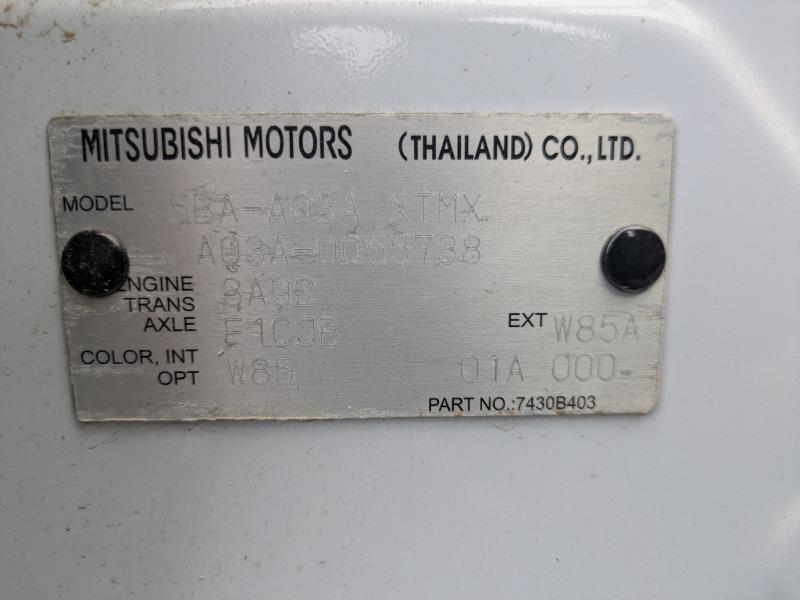 MITSUBISHI MOTORS (THAILAND) CO., LTD.
MODEL 5BA-A03A XTMX
A03A-0055738
ENGINE 3A92
TRANS
AXLE F1CJB EXT W85A
COLOR, INT
OPT W85 01A 000
PART NO.:7430B403